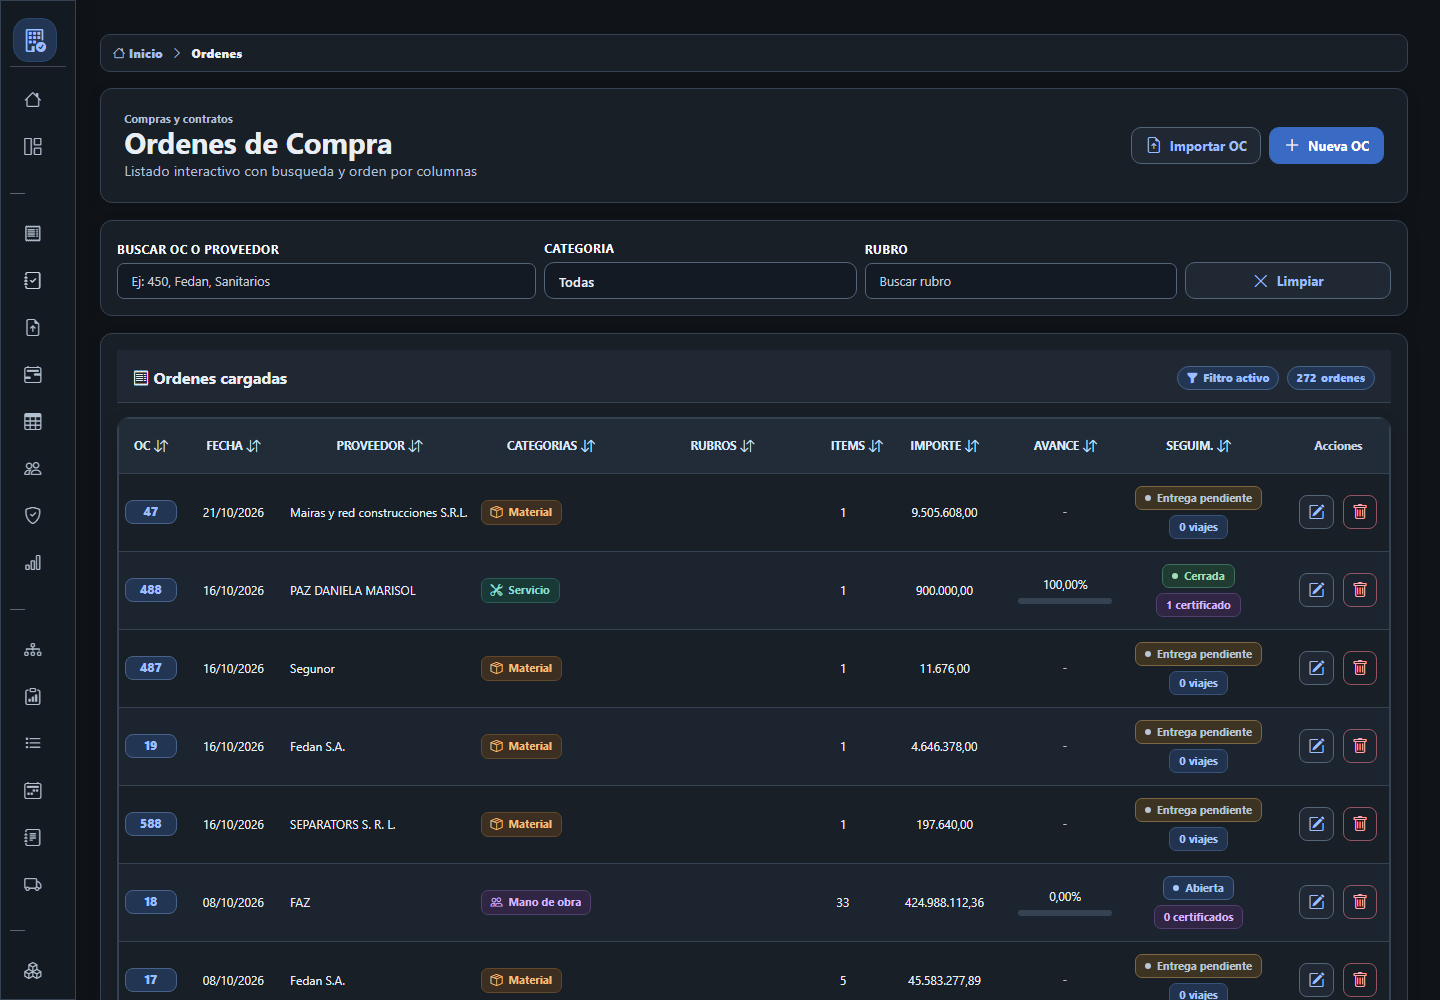 Inicio > Ordenes
Compras y contratos
Ordenes de Compra
Listado interactivo con busqueda y orden por columnas
Importar OC
Nueva OC
BUSCAR OC O PROVEEDOR
CATEGORIA
RUBRO
Ej: 450, Fedan, Sanitarios
Todas
Buscar rubro
Limpiar
Ordenes cargadas
Filtro activo
272 ordenes
OC FECHA PROVEEDOR CATEGORIAS RUBROS ITEMS IMPORTE AVANCE SEGUIM. Acciones
47 21/10/2026 Mairas y red construcciones S.R.L. Material 1 9.505.608,00 - Entrega pendiente
0 viajes
488 16/10/2026 PAZ DANIELA MARISOL Servicio 1 900.000,00 100,00% Cerrada
1 certificado
487 16/10/2026 Segunor Material 1 11.676,00 - Entrega pendiente
0 viajes
19 16/10/2026 Fedan S.A. Material 1 4.646.378,00 - Entrega pendiente
0 viajes
588 16/10/2026 SEPARATORS S. R. L. Material 1 197.640,00 - Entrega pendiente
0 viajes
18 08/10/2026 FAZ Mano de obra 33 424.988.112,36 0,00% Abierta
0 certificados
17 08/10/2026 Fedan S.A. Material 5 45.583.277,89 - Entrega pendiente
0 viajes